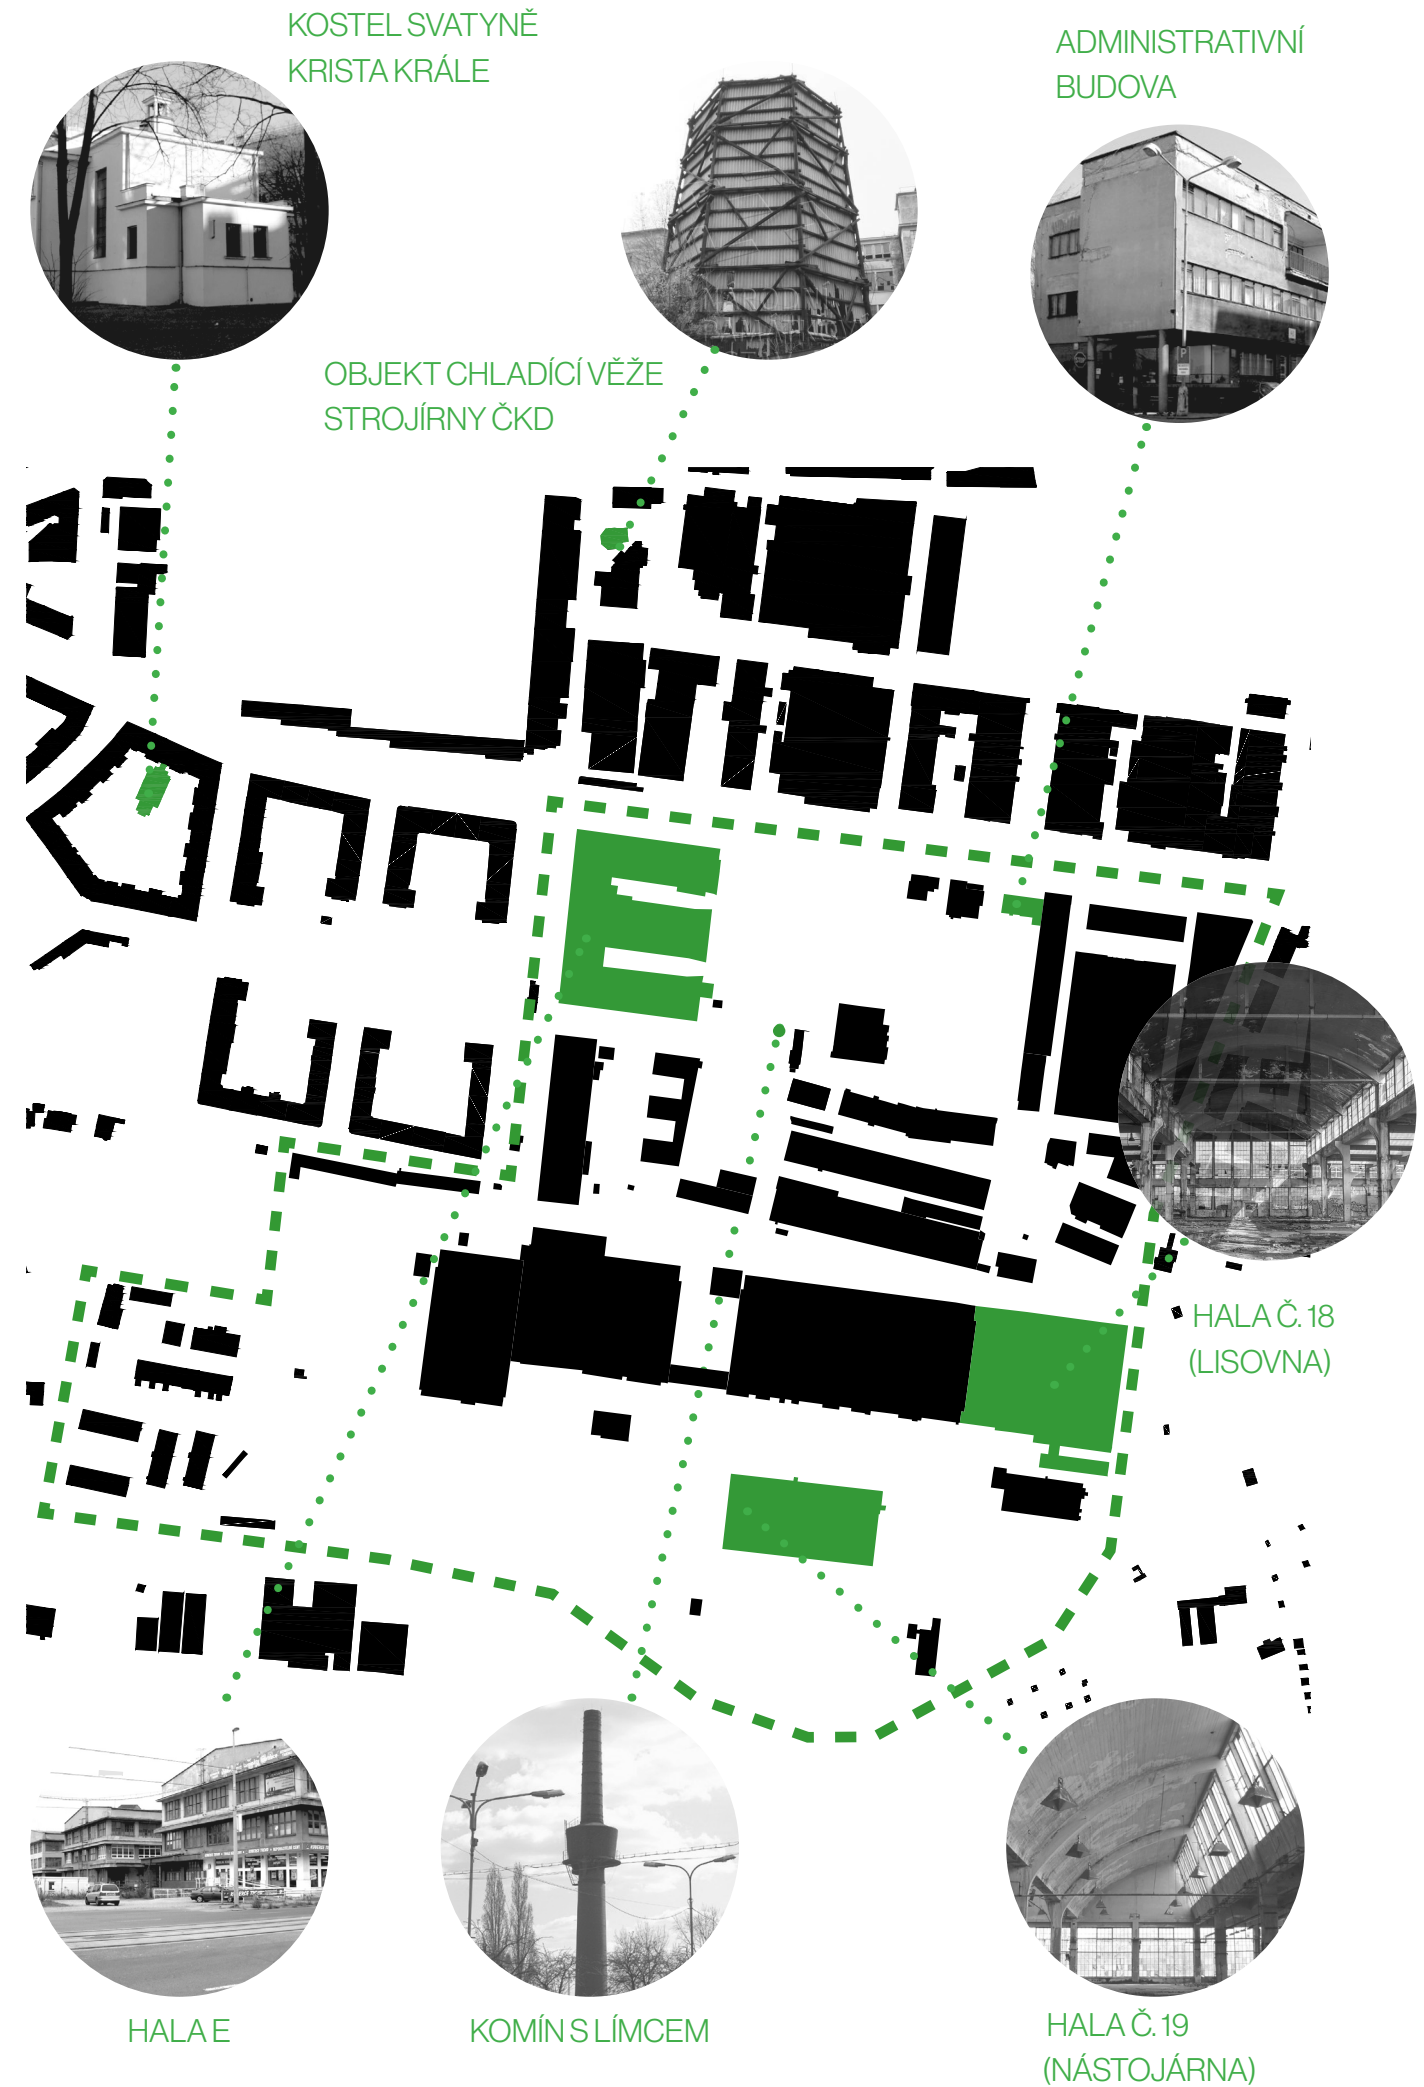 KOSTEL SVATYNĚ
KRISTA KRÁLE
ADMINISTRATIVNÍ
BUDOVA
OBJEKT CHLADÍCÍ VĚŽE
STROJÍRNY ČKD
HALA Č. 18
(LISOVNA)
HALA E
KOMÍN S LÍMCEM
HALA Č. 19
(NÁSTOJÁRNA)